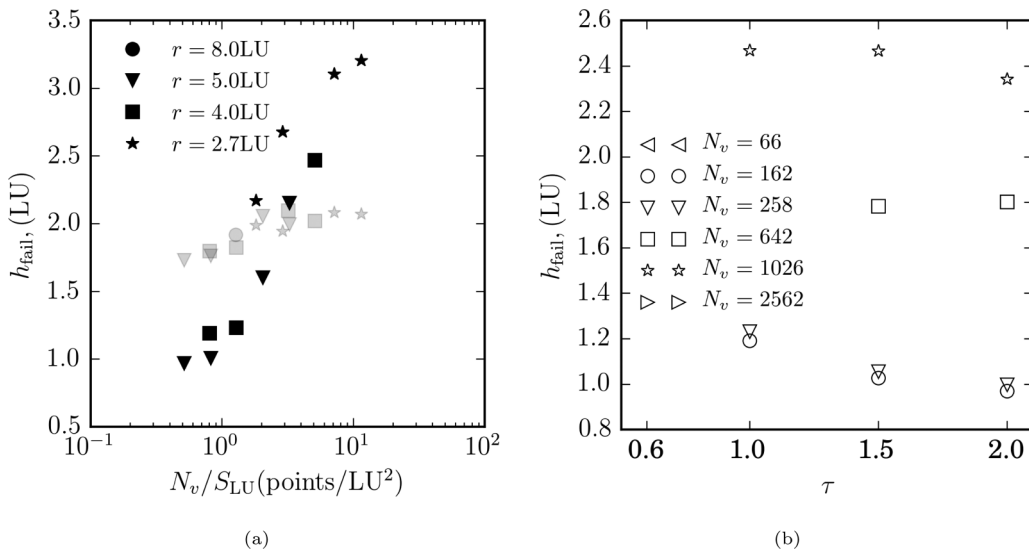 3.5
3.0
2.5
2.0
1.5
1.0
0.5
h_fail, (LU)
r = 8.0LU
r = 5.0LU
r = 4.0LU
r = 2.7LU
10^−1
10^0
10^1
10^2
N_v/S_LU(points/LU^2)
(a)
2.6
2.4
2.2
2.0
1.8
1.6
1.4
1.2
1.0
0.8
h_fail, (LU)
N_v = 66
N_v = 162
N_v = 258
N_v = 642
N_v = 1026
N_v = 2562
0.6
1.0
1.5
2.0
τ
(b)